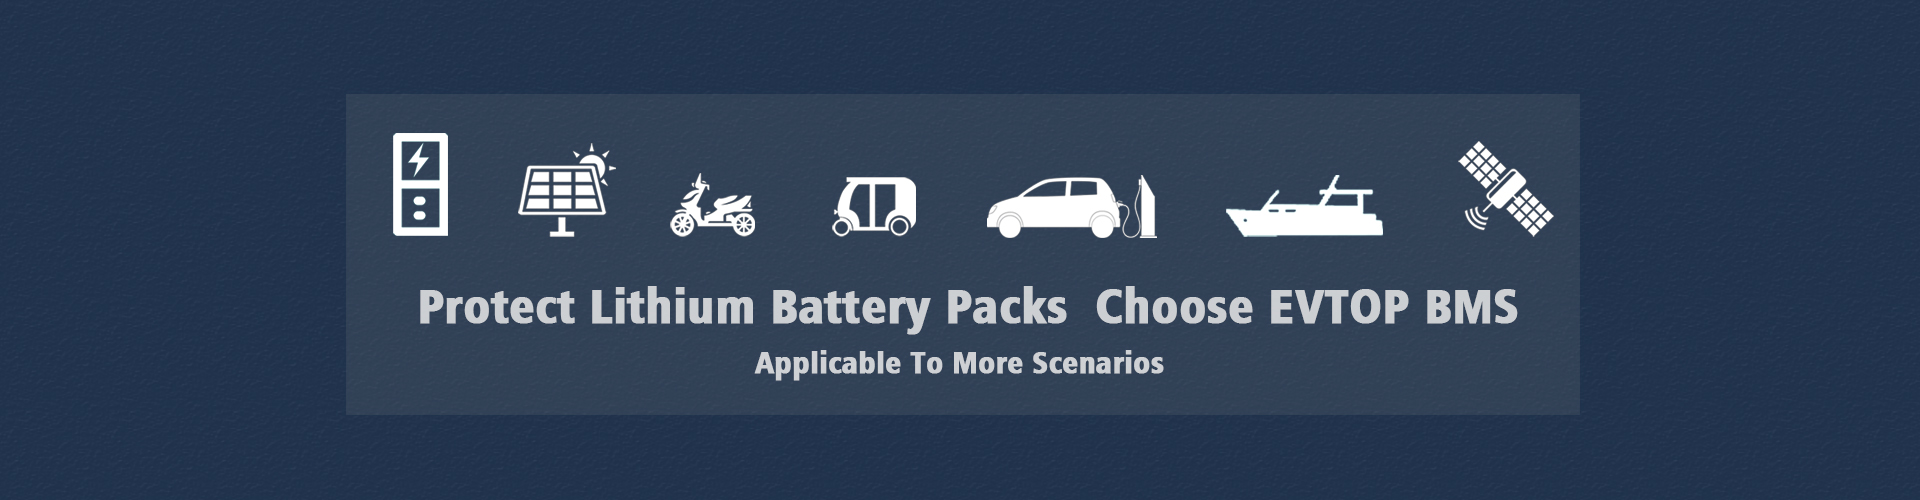 Protect Lithium Battery Packs  Choose EVTOP BMS
Applicable To More Scenarios